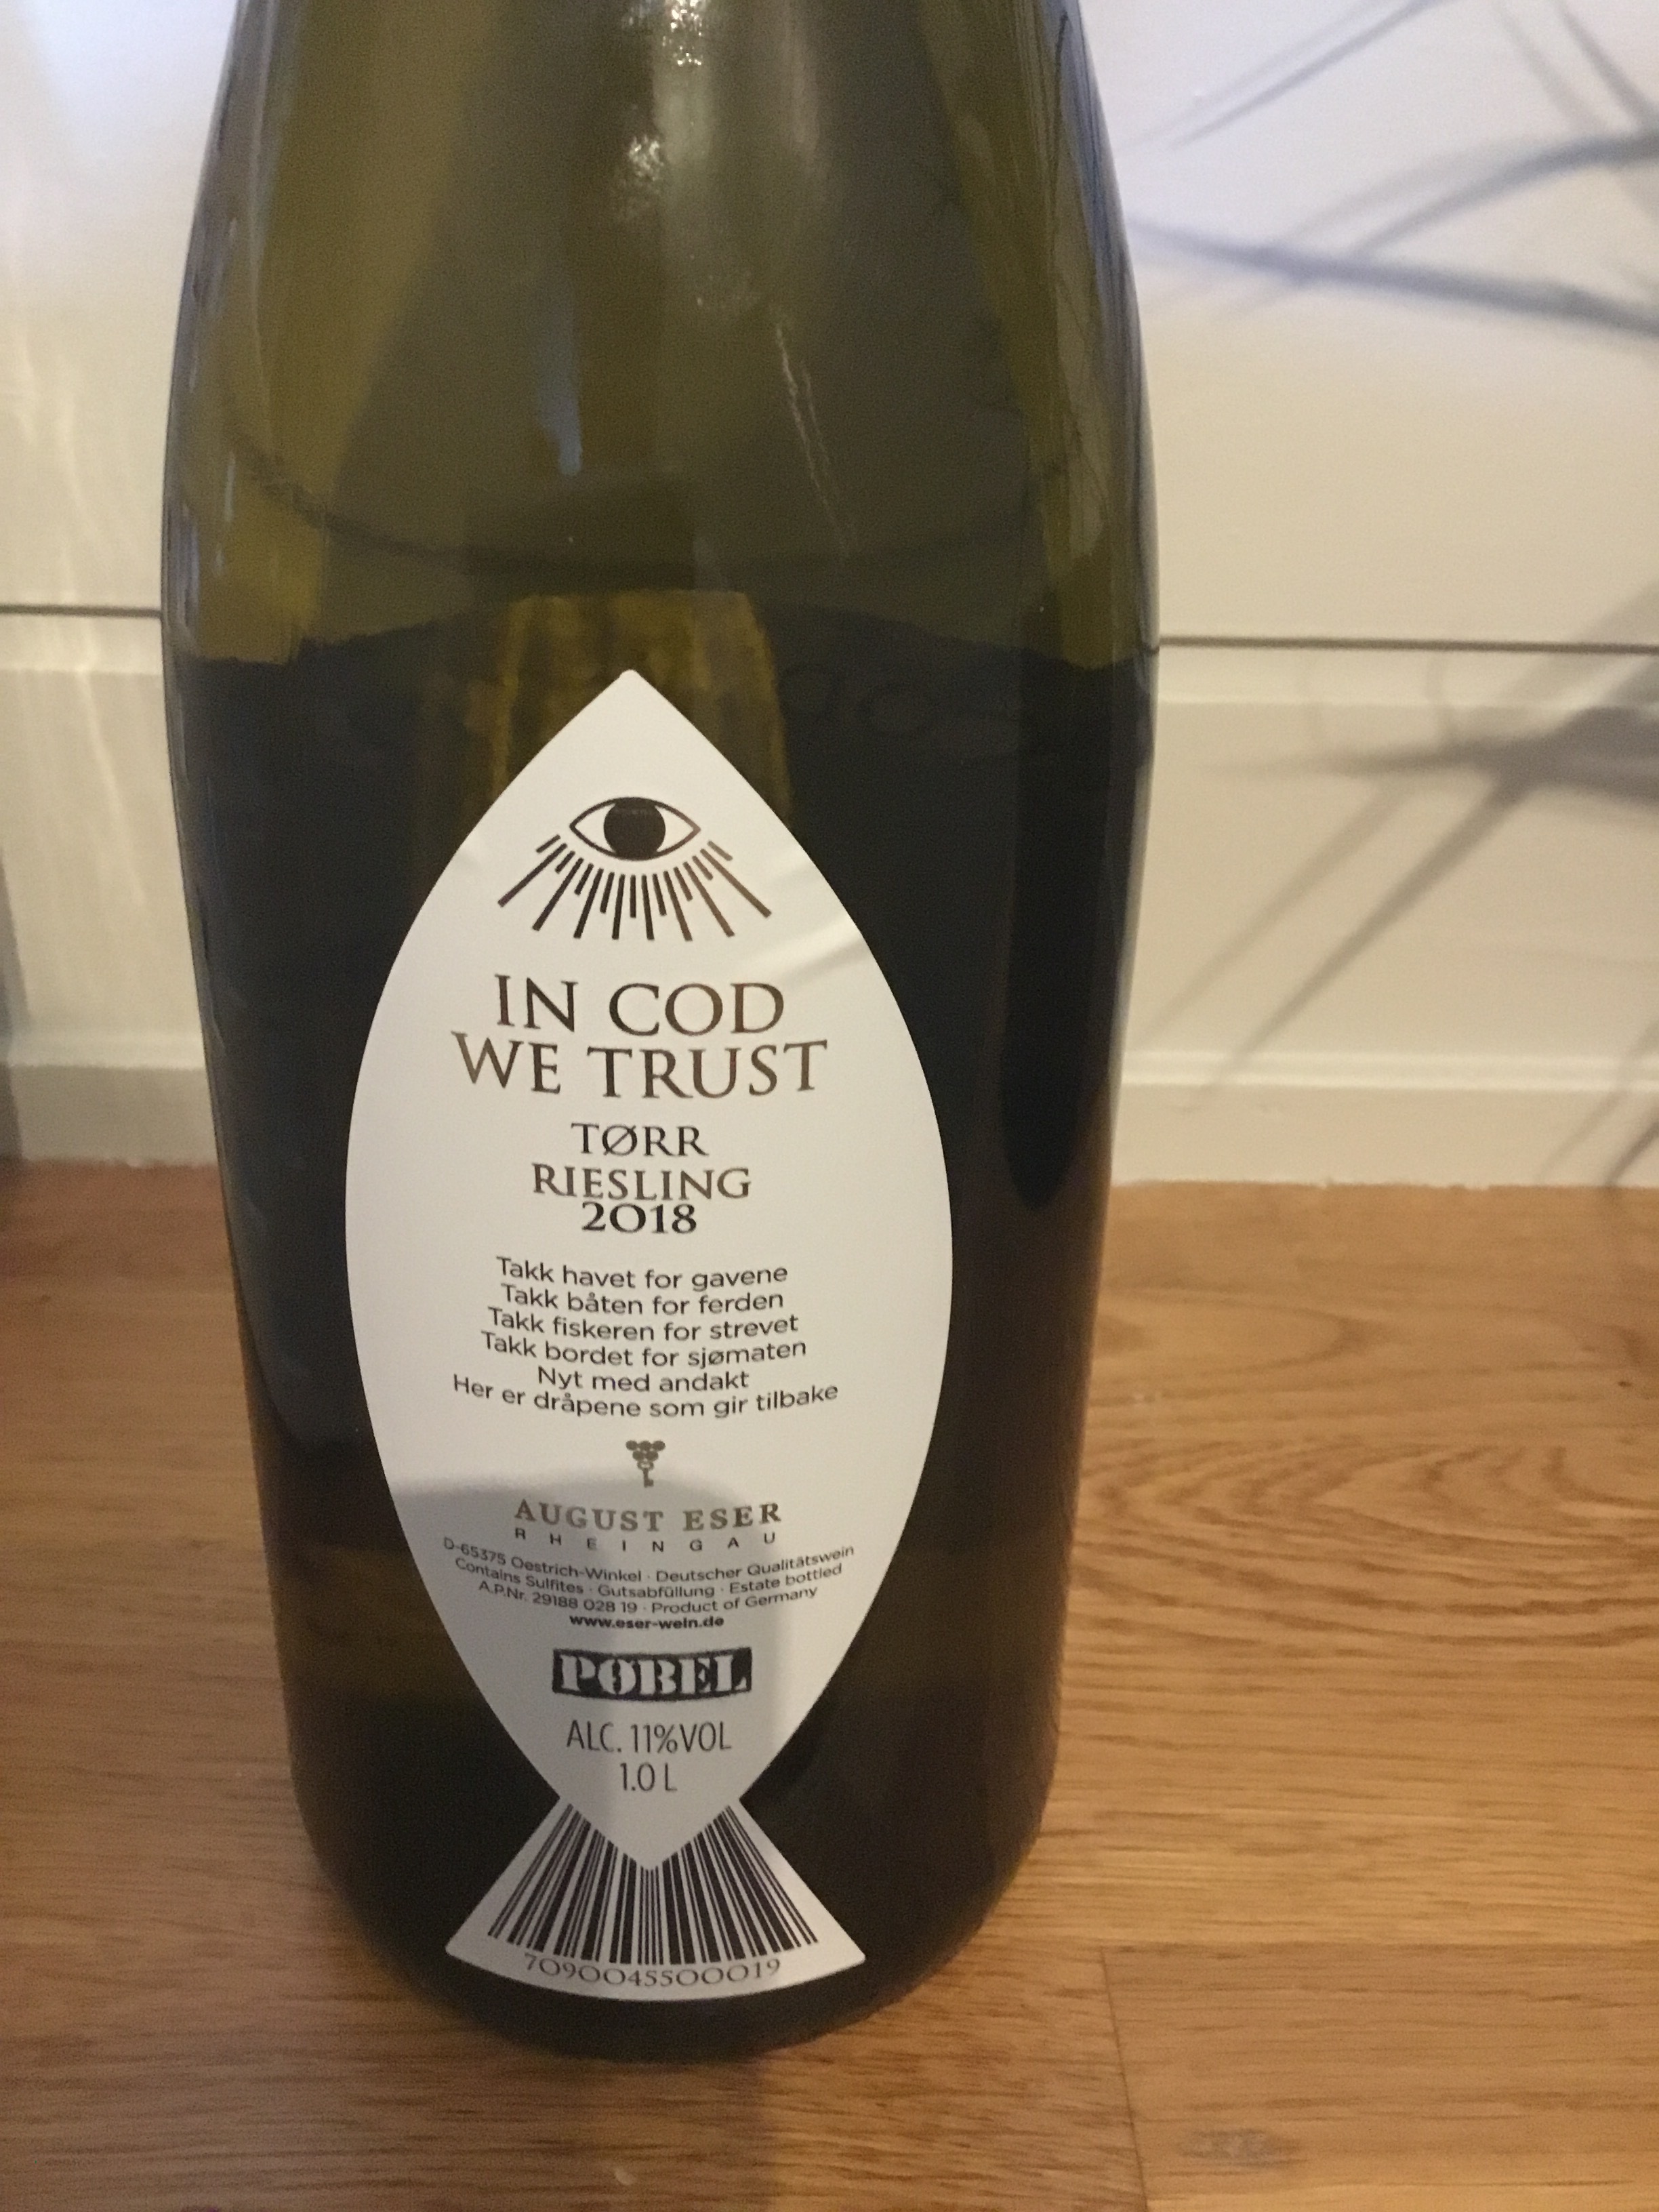 IN COD
WE TRUST
TØRR
RIESLING
2018
Takk havet for gavene
Takk båten for ferden
Takk fiskeren for strevet
Takk bordet for sjømaten
Nyt med andakt
Her er dråpene som gir tilbake
AUGUST ESER
RHEINGAU
D-65375 Oestrich-Winkel · Deutscher Qualitätswein
Contains Sulfites · Gutsabfüllung · Estate bottled
A.P.Nr. 29188 028 19 · Product of Germany
www.eser-wein.de
PØBEL
ALC. 11%VOL
1.0 L
7090045500019